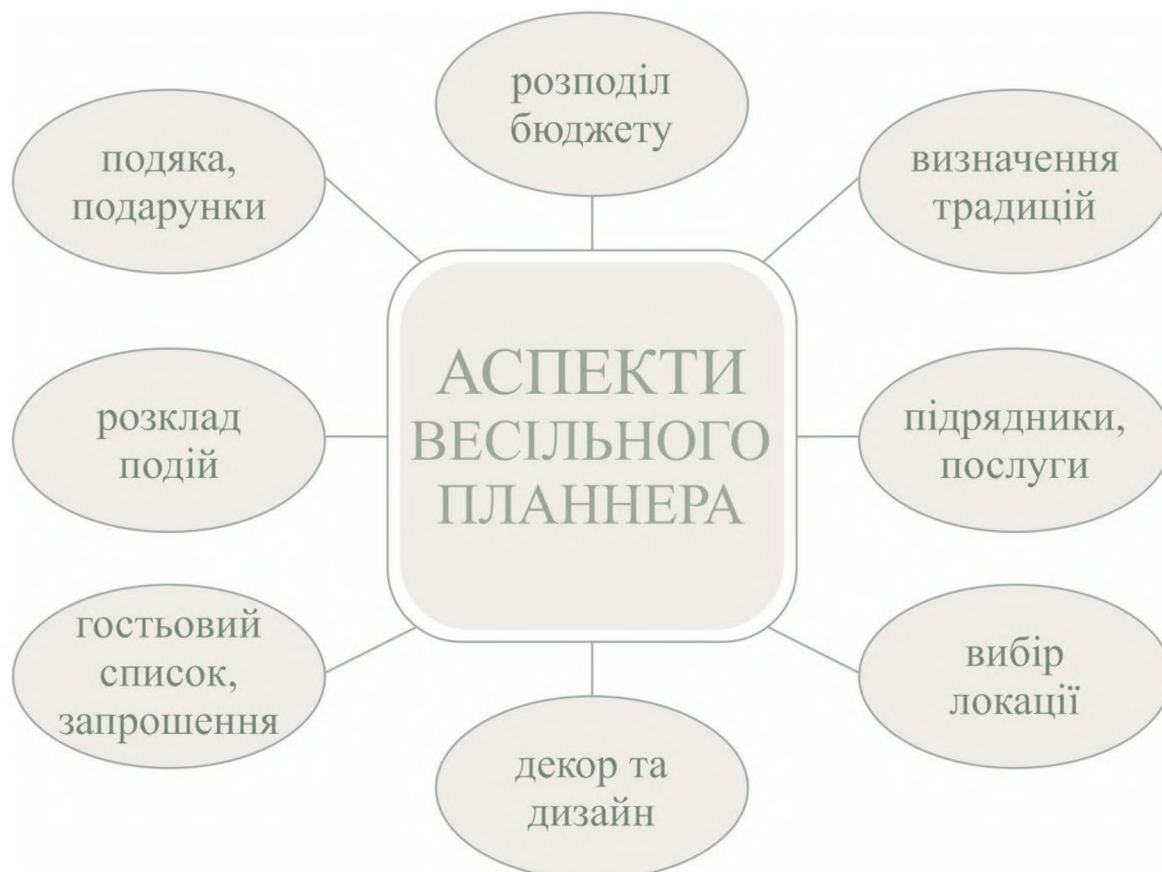 розподіл
бюджету
подяка,
подарунки
визначення
традицій
АСПЕКТИ
ВЕСІЛЬНОГО
ПЛАННЕРА
розклад
подій
підрядники,
послуги
гостьовий
список,
запрошення
вибір
локації
декор та
дизайн